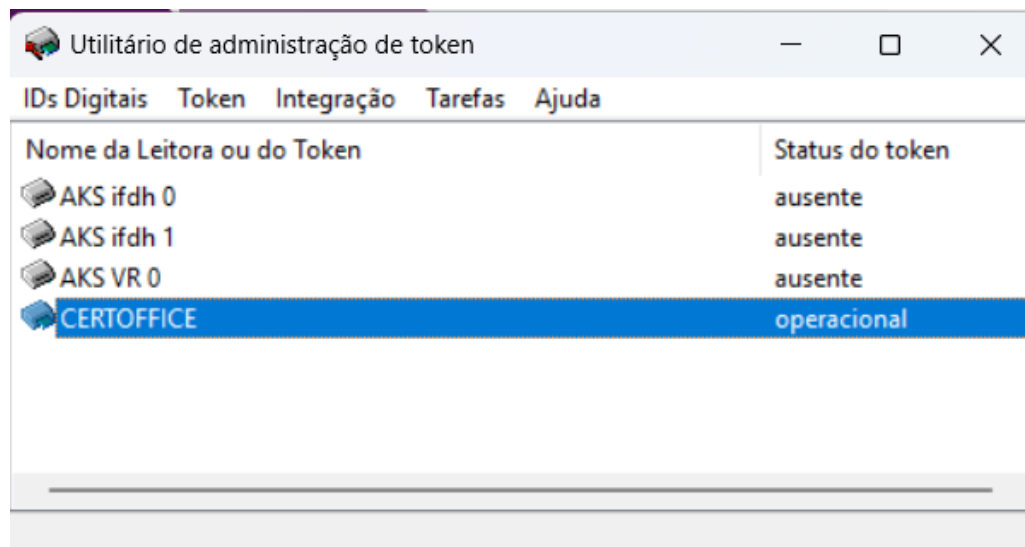 Utilitário de administração de token
IDs Digitais Token Integração Tarefas Ajuda
Nome da Leitora ou do Token Status do token
AKS ifdh 0 ausente
AKS ifdh 1 ausente
AKS VR 0 ausente
CERTOFFICE operacional